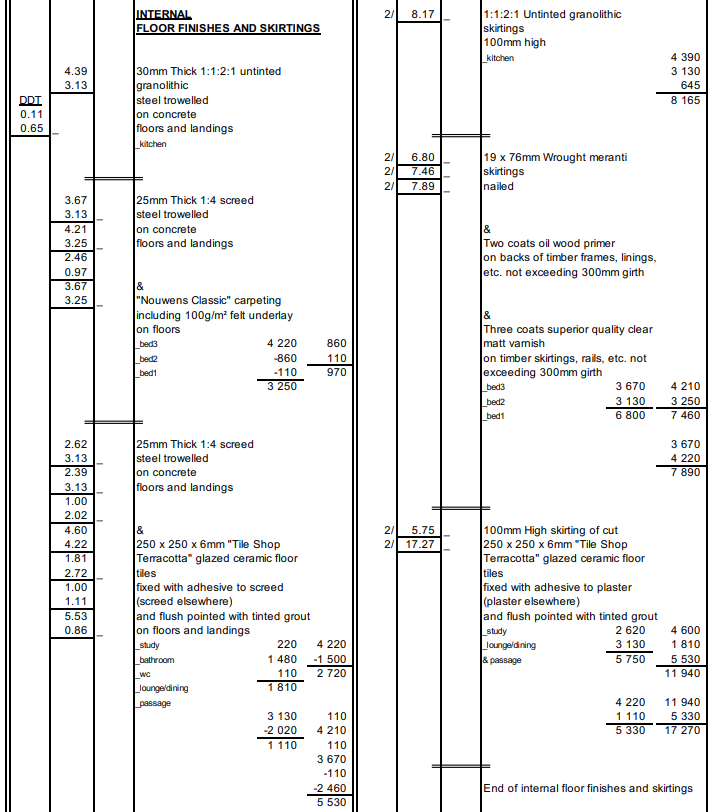 INTERNAL
FLOOR FINISHES AND SKIRTINGS
4.39 30mm Thick 1:1:2:1 untinted
3.13 granolithic
DDT steel trowelled
0.11 on concrete
0.65 _ floors and landings
_kitchen
3.67 25mm Thick 1:4 screed
3.13 _ steel trowelled
4.21 on concrete
3.25 _ floors and landings
2.46
0.97
3.67 &
3.25 _ "Nouwens Classic" carpeting
including 100g/m² felt underlay
on floors
_bed3 4 220 860
_bed2 -860 110
_bed1 -110 970
3 250
2.62 25mm Thick 1:4 screed
3.13 _ steel trowelled
2.39 on concrete
3.13 _ floors and landings
1.00
2.02 _
4.60 &
4.22 _ 250 x 250 x 6mm "Tile Shop
1.81 Terracotta" glazed ceramic floor
2.72 _ tiles
1.00 fixed with adhesive to screed
1.11 _ (screed elsewhere)
5.53 and flush pointed with tinted grout
0.86 _ on floors and landings
_study 220 4 220
_bathroom 1 480 -1 500
_wc 110 2 720
_lounge/dining 1 810
_passage
3 130 110
-2 020 4 210
1 110 110
3 670
-110
-2 460
5 530
2/ 8.17 _ 1:1:2:1 Untinted granolithic
skirtings
100mm high
_kitchen 4 390
3 130
645
8 165
2/ 6.80 _ 19 x 76mm Wrought meranti
2/ 7.46 _ skirtings
2/ 7.89 _ nailed
&
Two coats oil wood primer
on backs of timber frames, linings,
etc. not exceeding 300mm girth
&
Three coats superior quality clear
matt varnish
on timber skirtings, rails, etc. not
exceeding 300mm girth
_bed3 3 670 4 210
_bed2 3 130 3 250
_bed1 6 800 7 460
3 670
4 220
7 890
2/ 5.75 _ 100mm High skirting of cut
2/ 17.27 _ 250 x 250 x 6mm "Tile Shop
Terracotta" glazed ceramic floor
tiles
fixed with adhesive to plaster
(plaster elsewhere)
and flush pointed with tinted grout
_study 2 620 4 600
_lounge/dining 3 130 1 810
& passage 5 750 5 530
11 940
4 220 11 940
1 110 5 330
5 330 17 270
End of internal floor finishes and skirtings